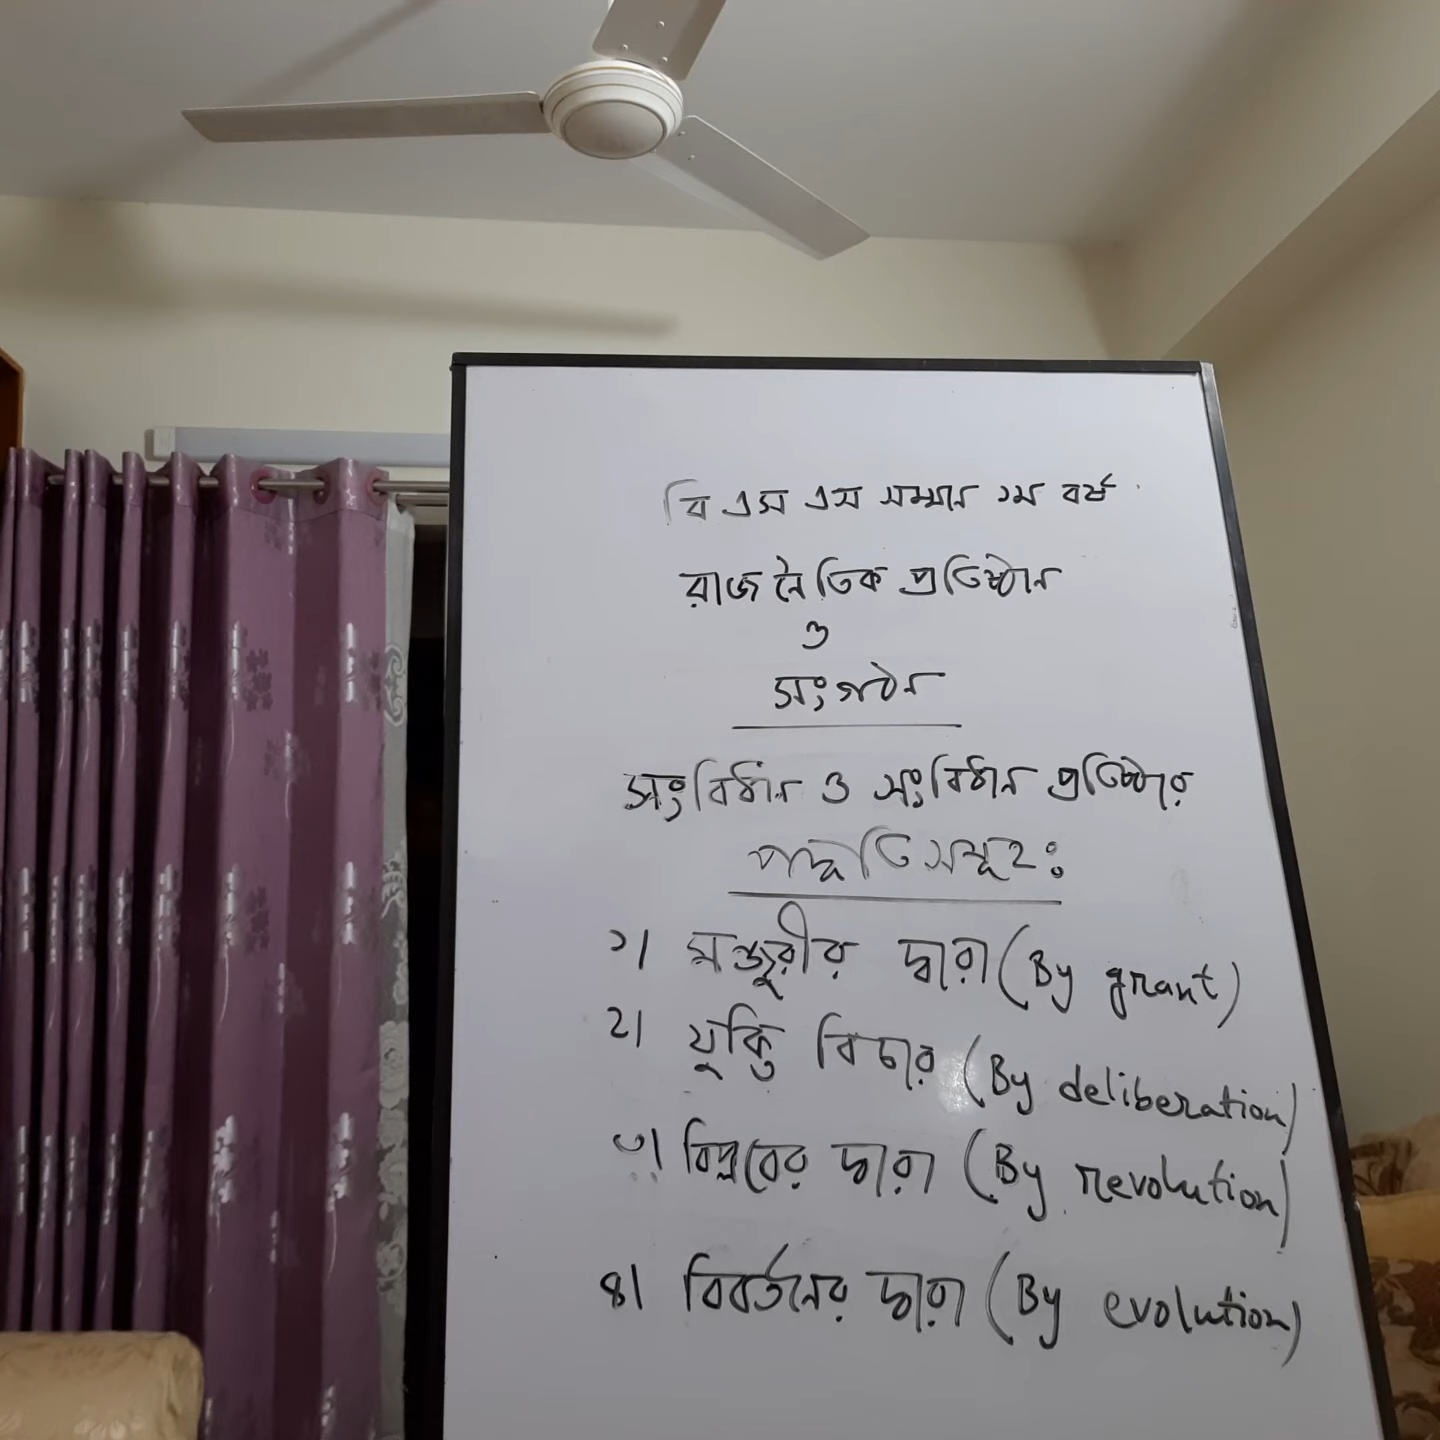 বি এস এস সম্মান ১ম বর্ষ
রাজনৈতিক প্রতিষ্ঠান
ও
সংগঠন
সংবিধান ও সংবিধান প্রতিষ্ঠার
পদ্ধতিসমূহঃ
১। মঞ্জুরীর দ্বারা (By grant)
২। যুক্তি বিচার (By deliberation)
৩। বিপ্লবের দ্বারা (By revolution)
৪। বিবর্তনের দ্বারা (By evolution)